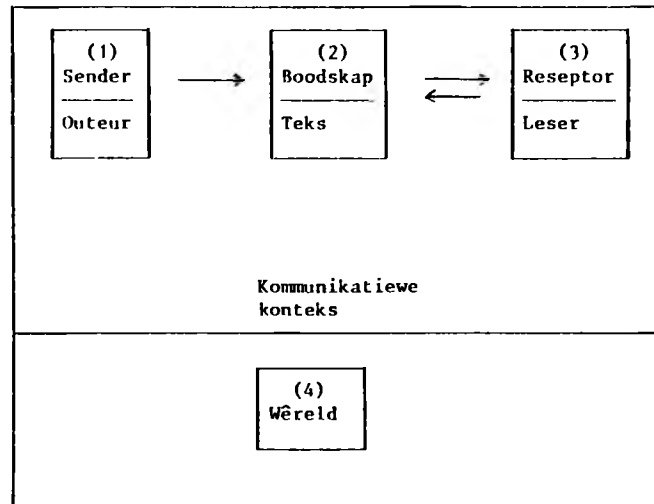 (1)
Sender
Outeur
(2)
Boodskap
Teks
(3)
Reseptor
Leser
Kommunikatiewe
konteks
(4)
Wêreld